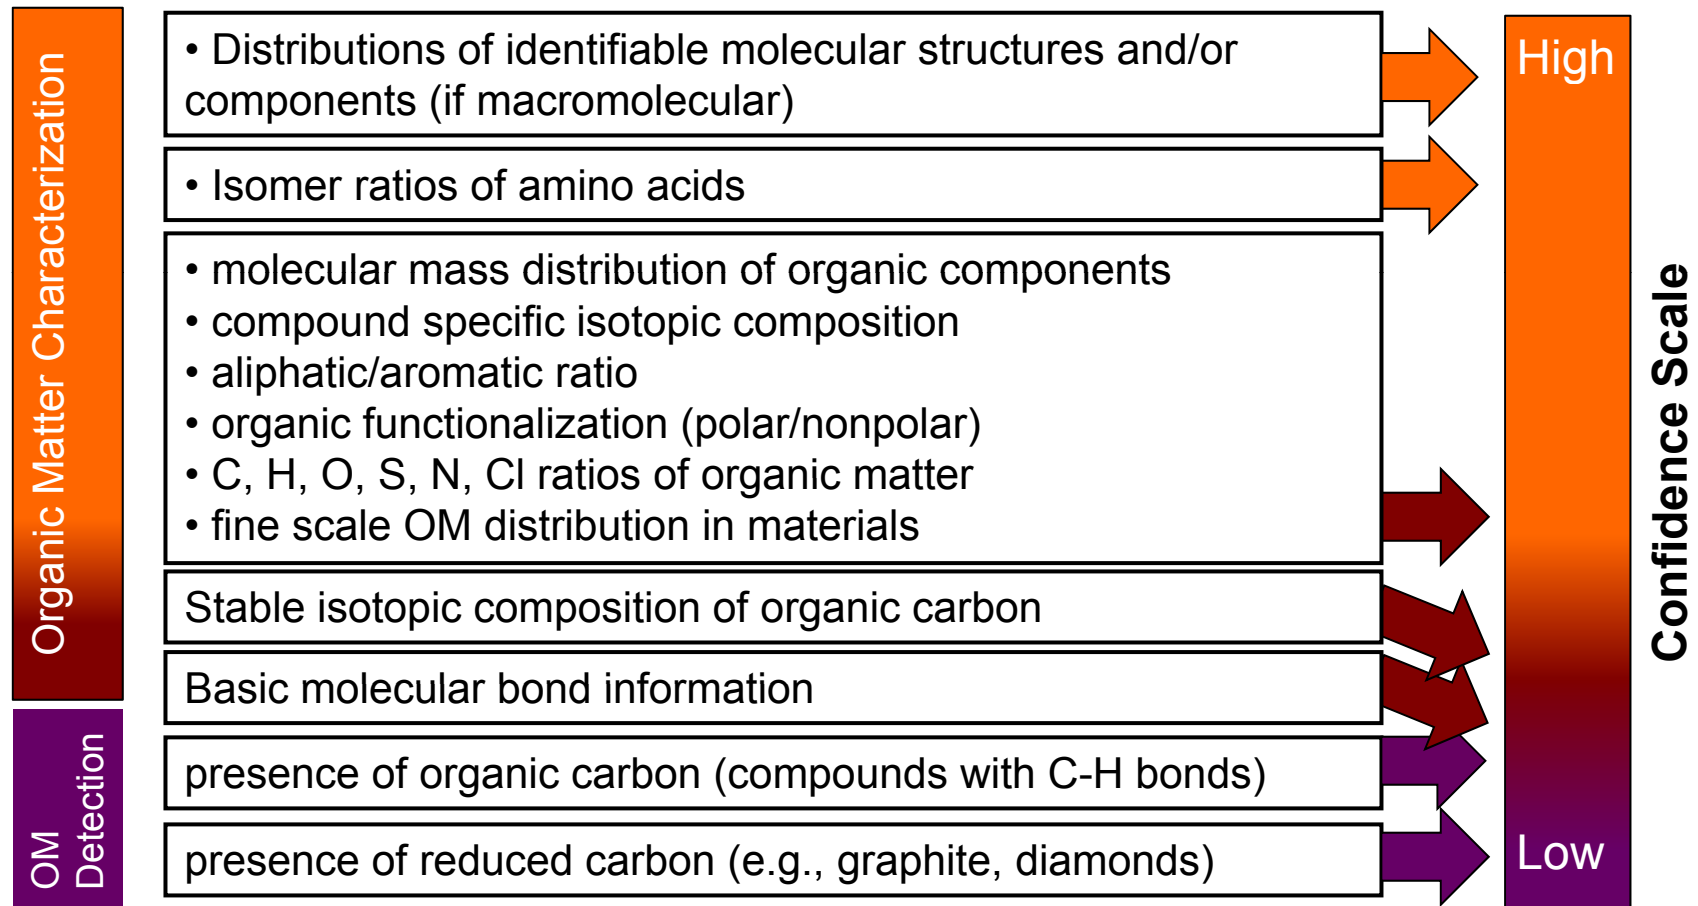 Organic Matter Characterization
• Distributions of identifiable molecular structures and/or
components (if macromolecular)
• Isomer ratios of amino acids
• molecular mass distribution of organic components
• compound specific isotopic composition
• aliphatic/aromatic ratio
• organic functionalization (polar/nonpolar)
• C, H, O, S, N, Cl ratios of organic matter
• fine scale OM distribution in materials
Stable isotopic composition of organic carbon
Basic molecular bond information
OM
Detection
presence of organic carbon (compounds with C-H bonds)
presence of reduced carbon (e.g., graphite, diamonds)
High
Low
Confidence Scale